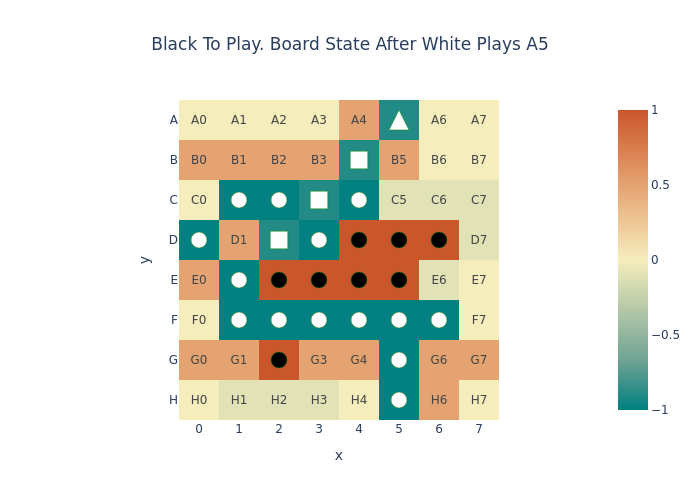 Black To Play. Board State After White Plays A5
A A0 A1 A2 A3 A4 A6 A7
B B0 B1 B2 B3 B5 B6 B7
C C0 C5 C6 C7
D D1 D7
E E0 E6 E7
F F0 F7
G G0 G1 G3 G4 G6 G7
H H0 H1 H2 H3 H4 H6 H7
0 1 2 3 4 5 6 7
x
y
1
0.5
0
−0.5
−1